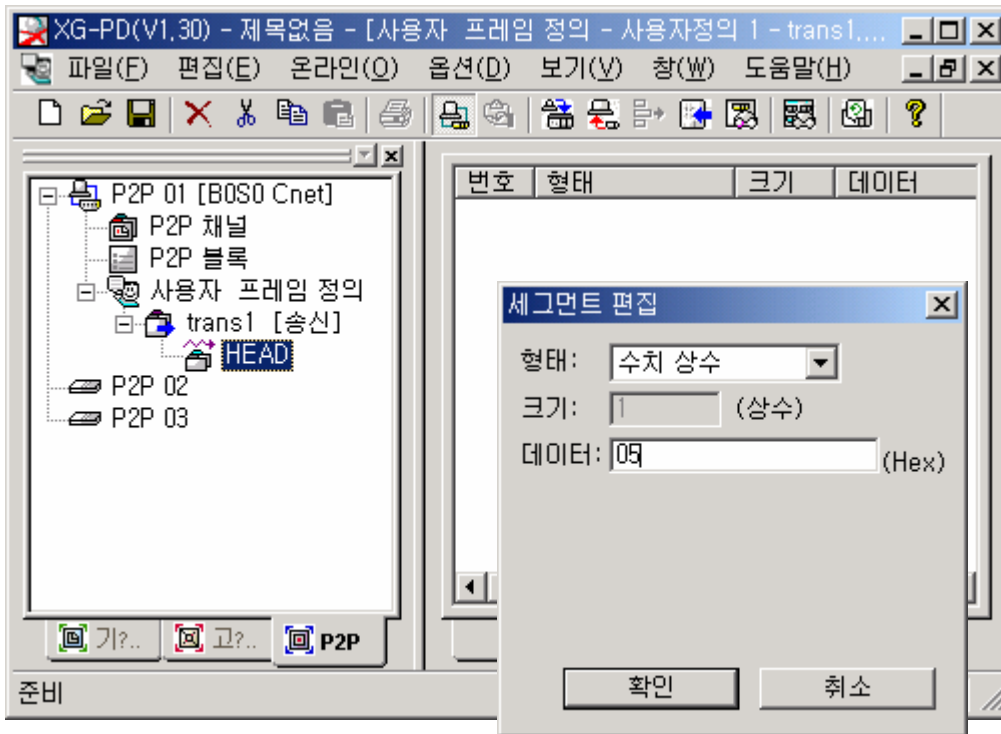 XG-PD(V1,30) - 제목없음 - [사용자 프레임 정의 - 사용자정의 1 - trans1,...
파일(F) 편집(E) 온라인(O) 옵션(D) 보기(V) 창(W) 도움말(H)
번호 형태 크기 데이터
P2P 01 [B0S0 Cnet]
P2P 채널
P2P 블록
사용자 프레임 정의
trans1 [송신]
HEAD
P2P 02
P2P 03
세그먼트 편집
형태: 수치 상수
크기: 1 (상수)
데이터: 05 (Hex)
확인 취소
기?.. 고?.. P2P
준비